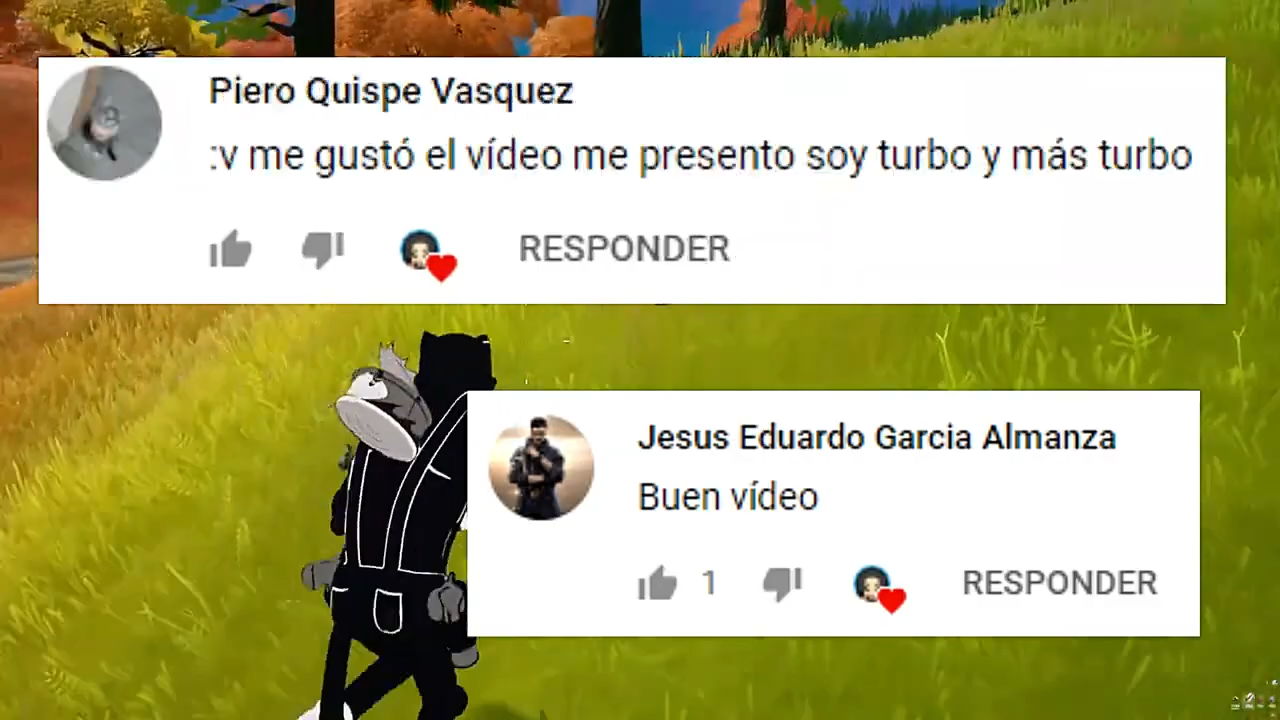 Piero Quispe Vasquez
:v me gustó el vídeo me presento soy turbo y más turbo
RESPONDER
Jesus Eduardo Garcia Almanza
Buen vídeo
1
RESPONDER